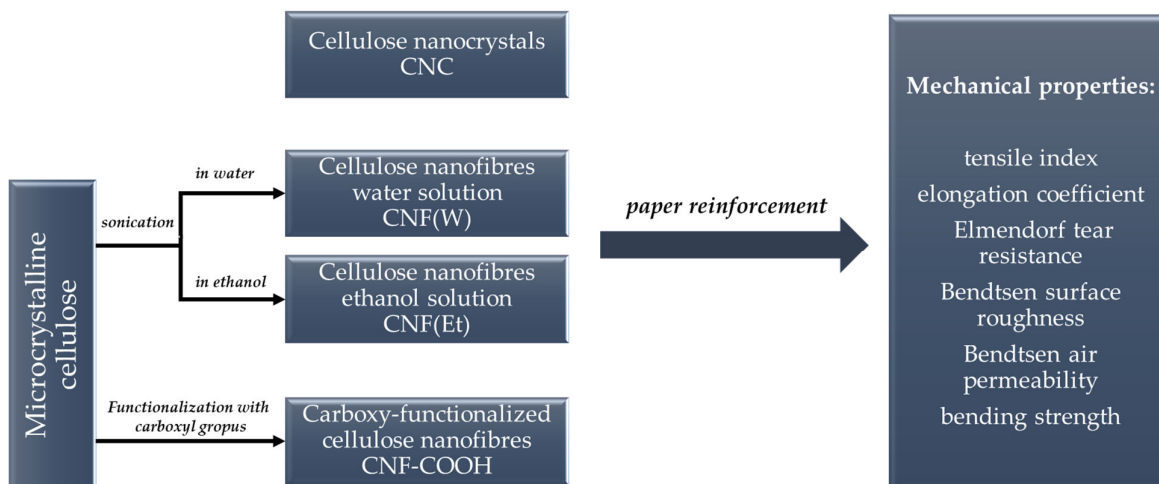 Cellulose nanocrystals
CNC
Microcrystalline
cellulose
sonication
in water
in ethanol
Cellulose nanofibres
water solution
CNF(W)
Cellulose nanofibres
ethanol solution
CNF(Et)
Functionalization with
carboxyl gropus
Carboxy-functionalized
cellulose nanofibres
CNF-COOH
paper reinforcement
Mechanical properties:
tensile index
elongation coefficient
Elmendorf tear
resistance
Bendtsen surface
roughness
Bendtsen air
permeability
bending strength